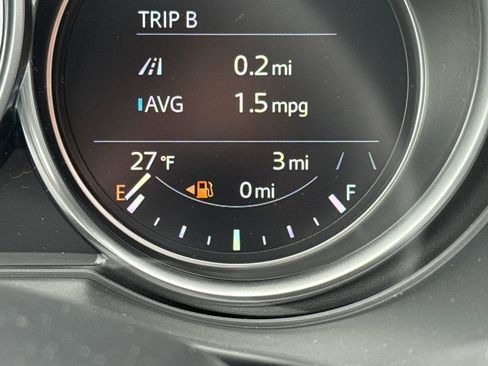 TRIP B
0.2 mi
AVG 1.5 mpg
27°F 3 mi
E 0 mi F